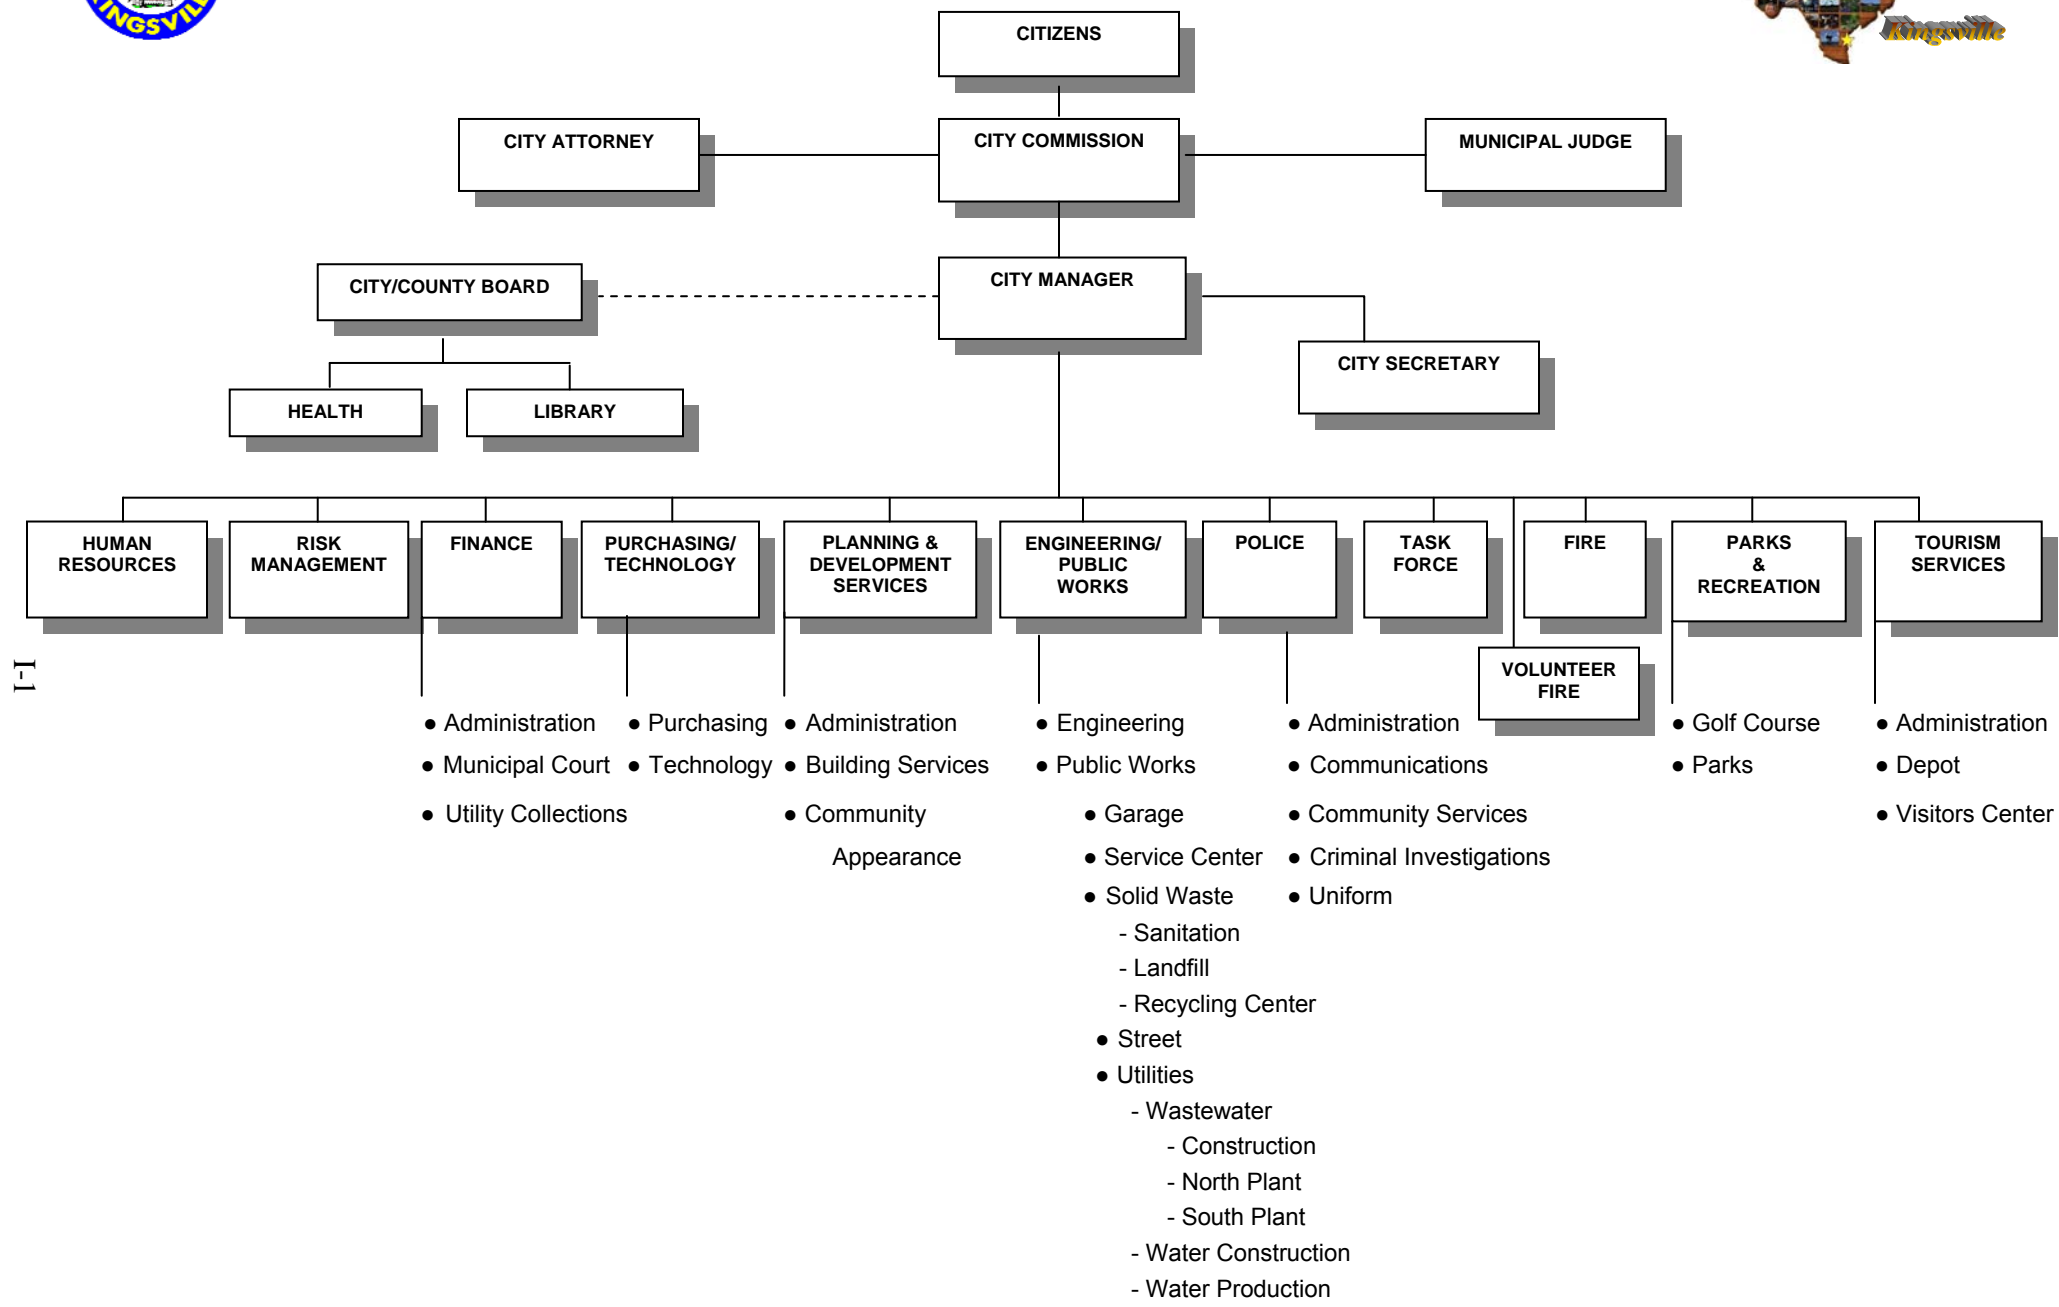 KINGSVILLE
Kingsville
CITIZENS
CITY ATTORNEY
CITY COMMISSION
MUNICIPAL JUDGE
CITY/COUNTY BOARD
CITY MANAGER
CITY SECRETARY
HEALTH
LIBRARY
HUMAN
RESOURCES
RISK
MANAGEMENT
FINANCE
PURCHASING/
TECHNOLOGY
PLANNING &
DEVELOPMENT
SERVICES
ENGINEERING/
PUBLIC
WORKS
POLICE
TASK
FORCE
FIRE
PARKS
&
RECREATION
TOURISM
SERVICES
VOLUNTEER
FIRE
I-1
● Administration
● Municipal Court
● Utility Collections
● Purchasing
● Technology
● Administration
● Building Services
● Community
Appearance
● Engineering
● Public Works
● Garage
● Service Center
● Solid Waste
- Sanitation
- Landfill
- Recycling Center
● Street
● Utilities
- Wastewater
- Construction
- North Plant
- South Plant
- Water Construction
- Water Production
● Administration
● Communications
● Community Services
● Criminal Investigations
● Uniform
● Golf Course
● Parks
● Administration
● Depot
● Visitors Center